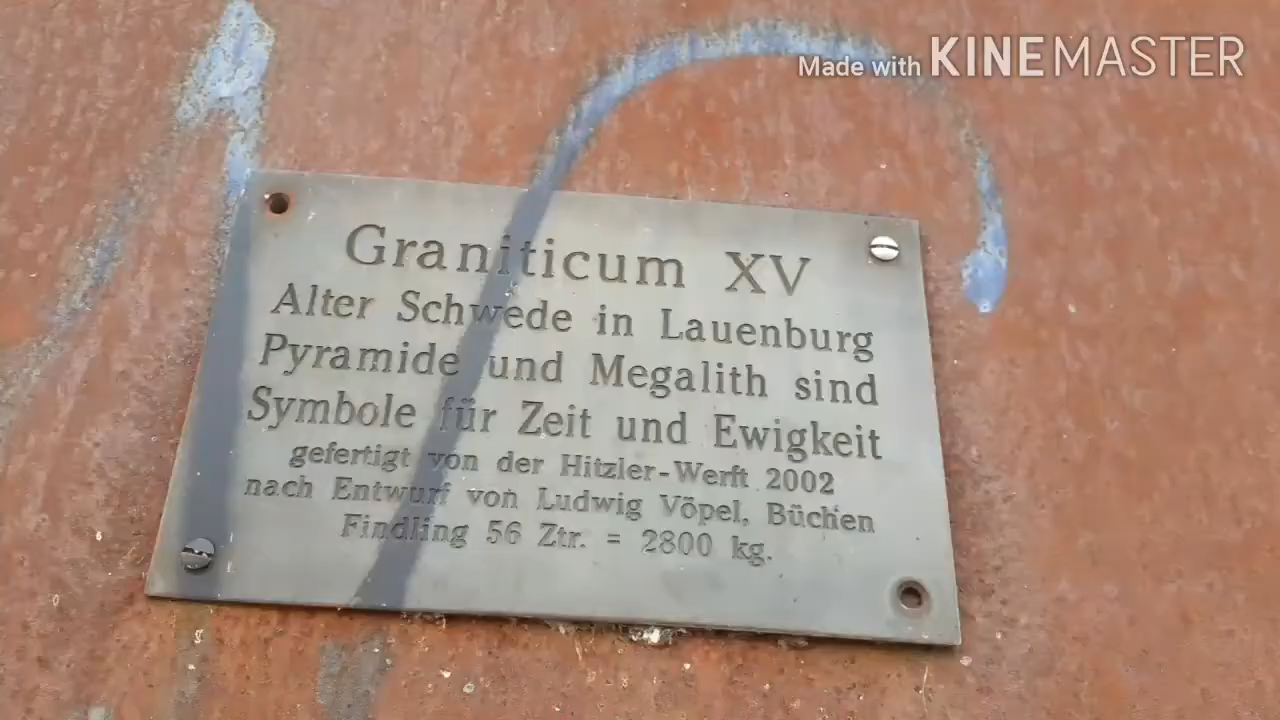 Made with KINEMASTER
Graniticum XV
Alter Schwede in Lauenburg
Pyramide und Megalith sind
Symbole für Zeit und Ewigkeit
gefertigt von der Hitzler-Werft 2002
nach Entwurf von Ludwig Vöpel, Büchen
Findling 56 Ztr. = 2800 kg.